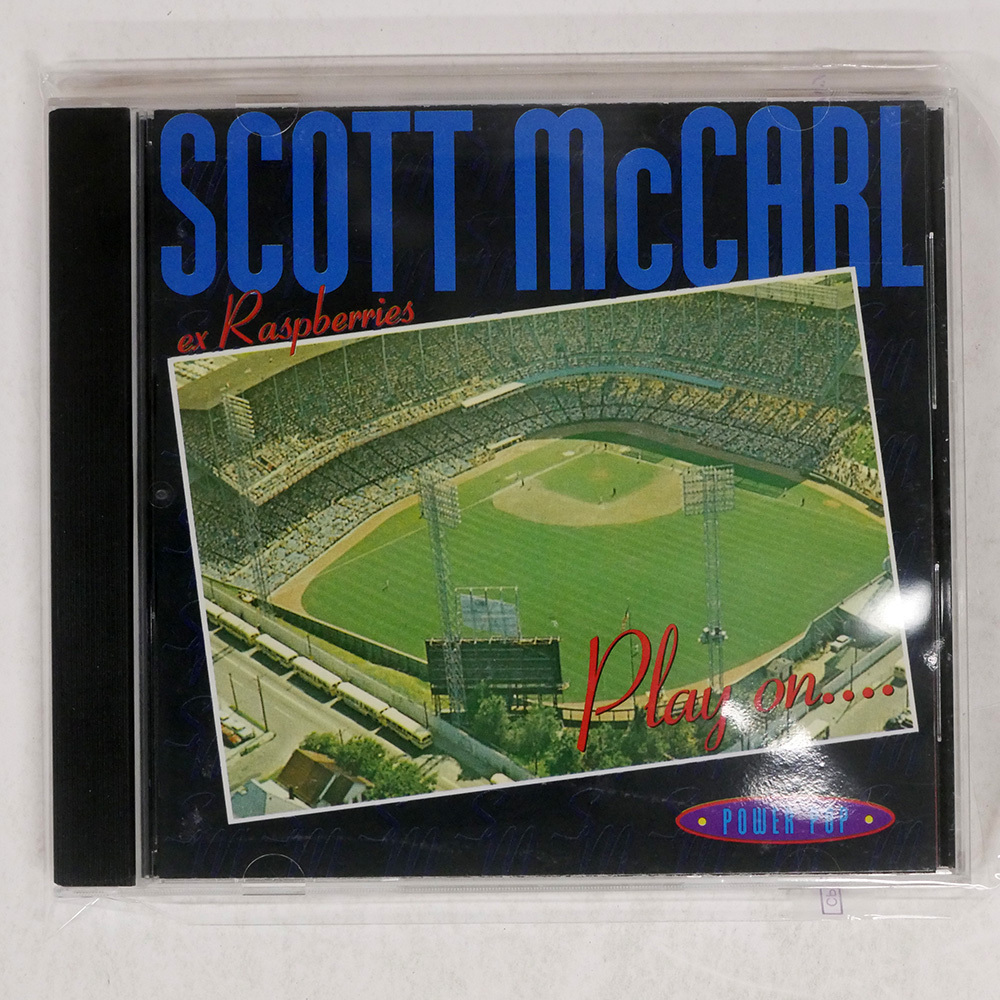 SCOTT McCARL
ex Raspberries
Play on....
POWER POP